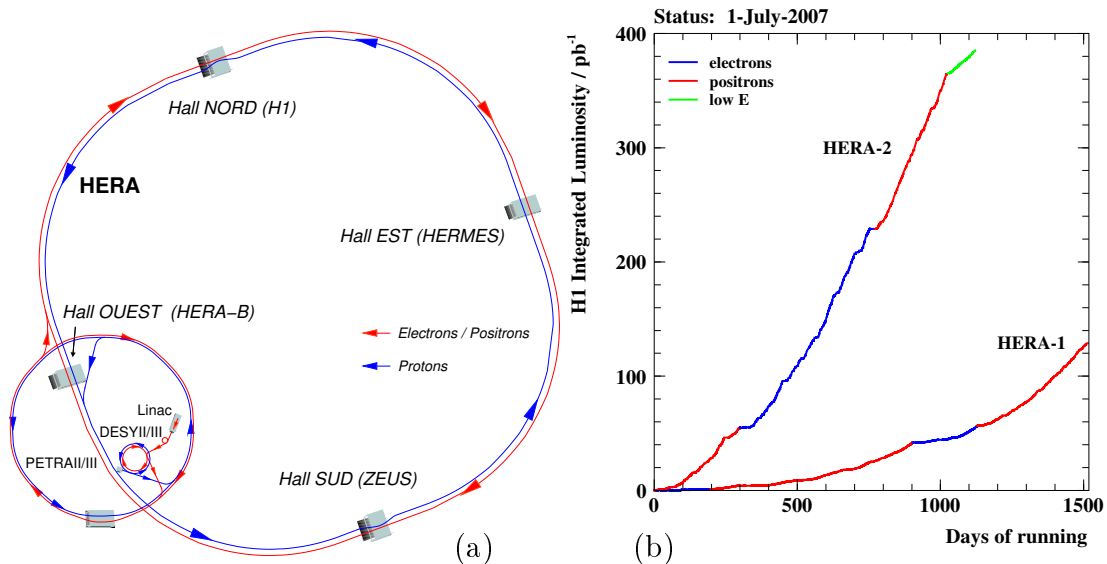 Hall NORD (H1)
HERA
Hall EST (HERMES)
Hall OUEST (HERA−B)
Electrons / Positrons
Protons
Linac
DESYII/III
PETRAII/III
Hall SUD (ZEUS)
(a)
Status: 1-July-2007
H1 Integrated Luminosity / pb-1
400
300
200
100
0
electrons
positrons
low E
HERA-2
HERA-1
0
500
1000
1500
Days of running
(b)